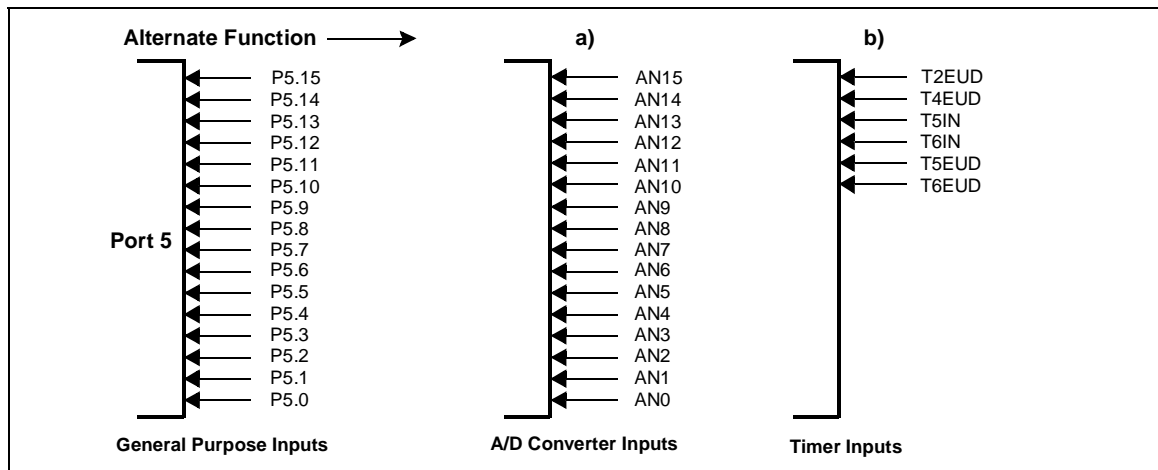 Alternate Function a) b)
P5.15 AN15 T2EUD
P5.14 AN14 T4EUD
P5.13 AN13 T5IN
P5.12 AN12 T6IN
P5.11 AN11 T5EUD
P5.10 AN10 T6EUD
P5.9 AN9
P5.8 AN8
Port 5 P5.7 AN7
P5.6 AN6
P5.5 AN5
P5.4 AN4
P5.3 AN3
P5.2 AN2
P5.1 AN1
P5.0 AN0
General Purpose Inputs A/D Converter Inputs Timer Inputs